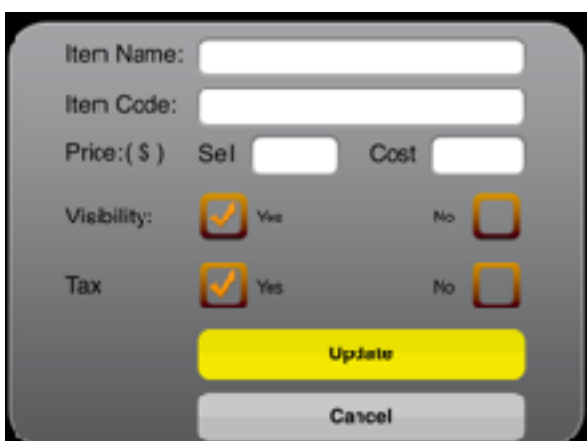 Item Name:
Item Code:
Price:( $ ) Sel Cost
Visibility: Yes No
Tax Yes No
Update
Cancel